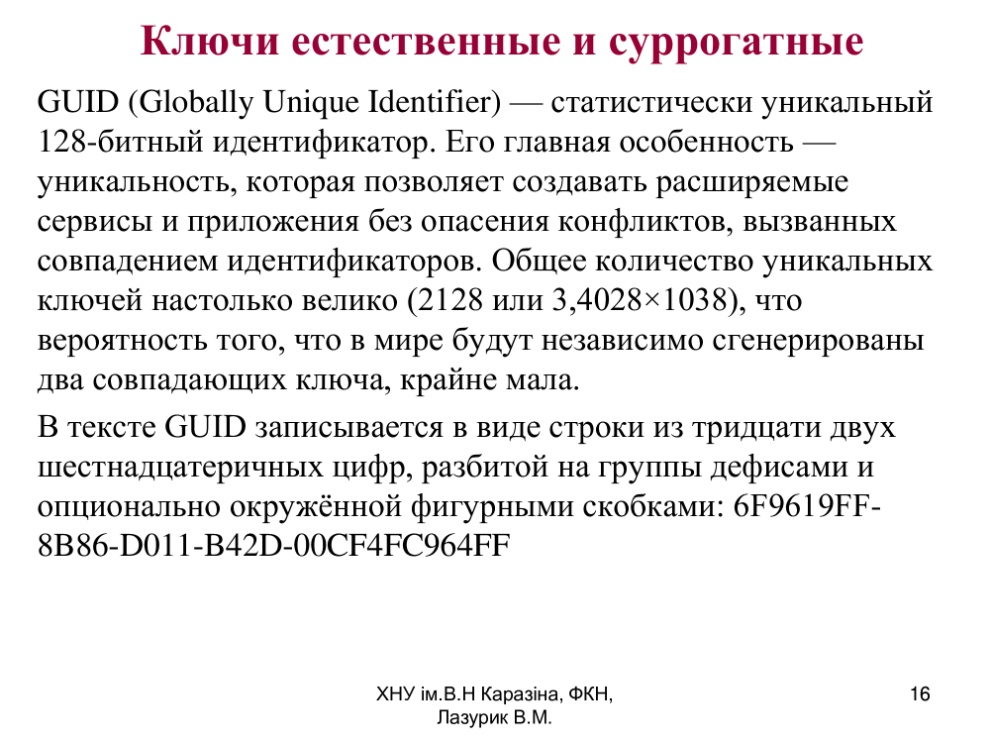 Ключи естественные и суррогатные
GUID (Globally Unique Identifier) — статистически уникальный
128-битный идентификатор. Его главная особенность —
уникальность, которая позволяет создавать расширяемые
сервисы и приложения без опасения конфликтов, вызванных
совпадением идентификаторов. Общее количество уникальных
ключей настолько велико (2128 или 3,4028×1038), что
вероятность того, что в мире будут независимо сгенерированы
два совпадающих ключа, крайне мала.
В тексте GUID записывается в виде строки из тридцати двух
шестнадцатеричных цифр, разбитой на группы дефисами и
опционально окружённой фигурными скобками: 6F9619FF-
8B86-D011-B42D-00CF4FC964FF
ХНУ ім.В.Н Каразіна, ФКН,
Лазурик В.М.
16